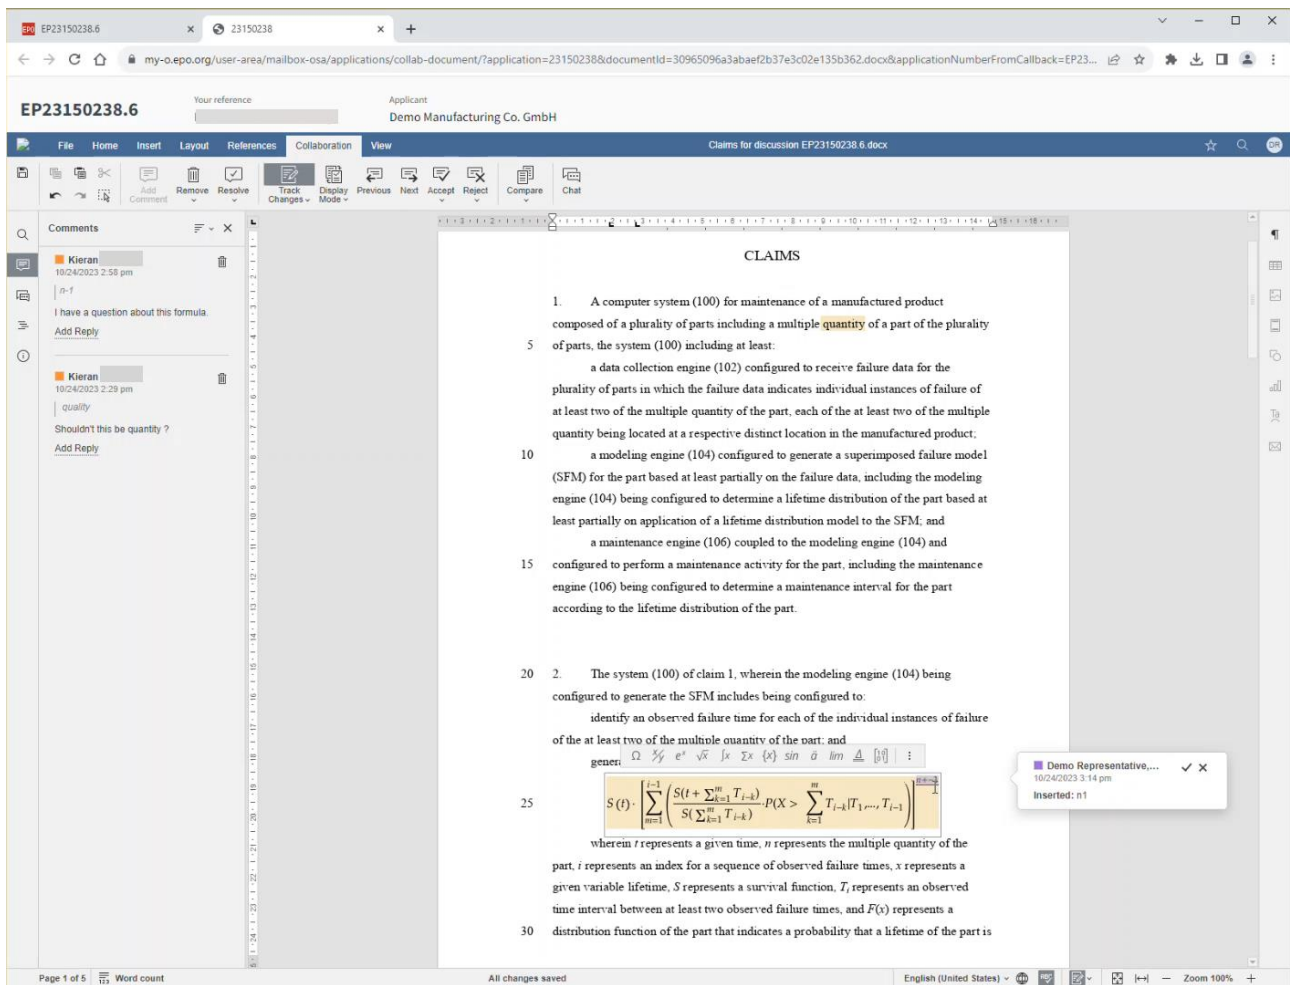 EP23150238.6
23150238
my-o.epo.org/user-area/mailbox-osa/applications/collab-document/?application=23150238&documentId=30965096a3abaef2b37e3c02e135b362.docx&applicationNumberFromCallback=EP23...
EP23150238.6
Your reference
Applicant
Demo Manufacturing Co. GmbH
File Home Insert Layout References Collaboration View
Claims for discussion EP23150238.6.docx
DR
Add Comment
Remove
Resolve
Track Changes
Display Mode
Previous
Next
Accept
Reject
Compare
Chat
Comments
Kieran
10/24/2023 2:58 pm
n-1
I have a question about this formula.
Add Reply
Kieran
10/24/2023 2:29 pm
quality
Shouldn't this be quantity ?
Add Reply
CLAIMS
1. A computer system (100) for maintenance of a manufactured product
composed of a plurality of parts including a multiple quantity of a part of the plurality
5 of parts, the system (100) including at least:
a data collection engine (102) configured to receive failure data for the
plurality of parts in which the failure data indicates individual instances of failure of
at least two of the multiple quantity of the part, each of the at least two of the multiple
quantity being located at a respective distinct location in the manufactured product;
10 a modeling engine (104) configured to generate a superimposed failure model
(SFM) for the part based at least partially on the failure data, including the modeling
engine (104) being configured to determine a lifetime distribution of the part based at
least partially on application of a lifetime distribution model to the SFM; and
a maintenance engine (106) coupled to the modeling engine (104) and
15 configured to perform a maintenance activity for the part, including the maintenance
engine (106) being configured to determine a maintenance interval for the part
according to the lifetime distribution of the part.
20 2. The system (100) of claim 1, wherein the modeling engine (104) being
configured to generate the SFM includes being configured to:
identify an observed failure time for each of the individual instances of failure
of the at least two of the multiple quantity of the part; and
gener
Ω x/y eˣ √x ∫x Σx {x} sin ä lim
25 S(t)·[∑_{m=1}^{i-1}(S(t + ∑_{k=1}^{m} T_{i-k})/S(∑_{k=1}^{m} T_{i-k})·P(X > ∑_{k=1}^{m} T_{i-k}|T_1,..., T_{i-1}))]
wherein t represents a given time, n represents the multiple quantity of the
part, i represents an index for a sequence of observed failure times, x represents a
given variable lifetime, S represents a survival function, T_i represents an observed
time interval between at least two observed failure times, and F(x) represents a
30 distribution function of the part that indicates a probability that a lifetime of the part is
Demo Representative,...
10/24/2023 3:14 pm
Inserted: n1
Page 1 of 5
Word count
All changes saved
English (United States)
Zoom 100%